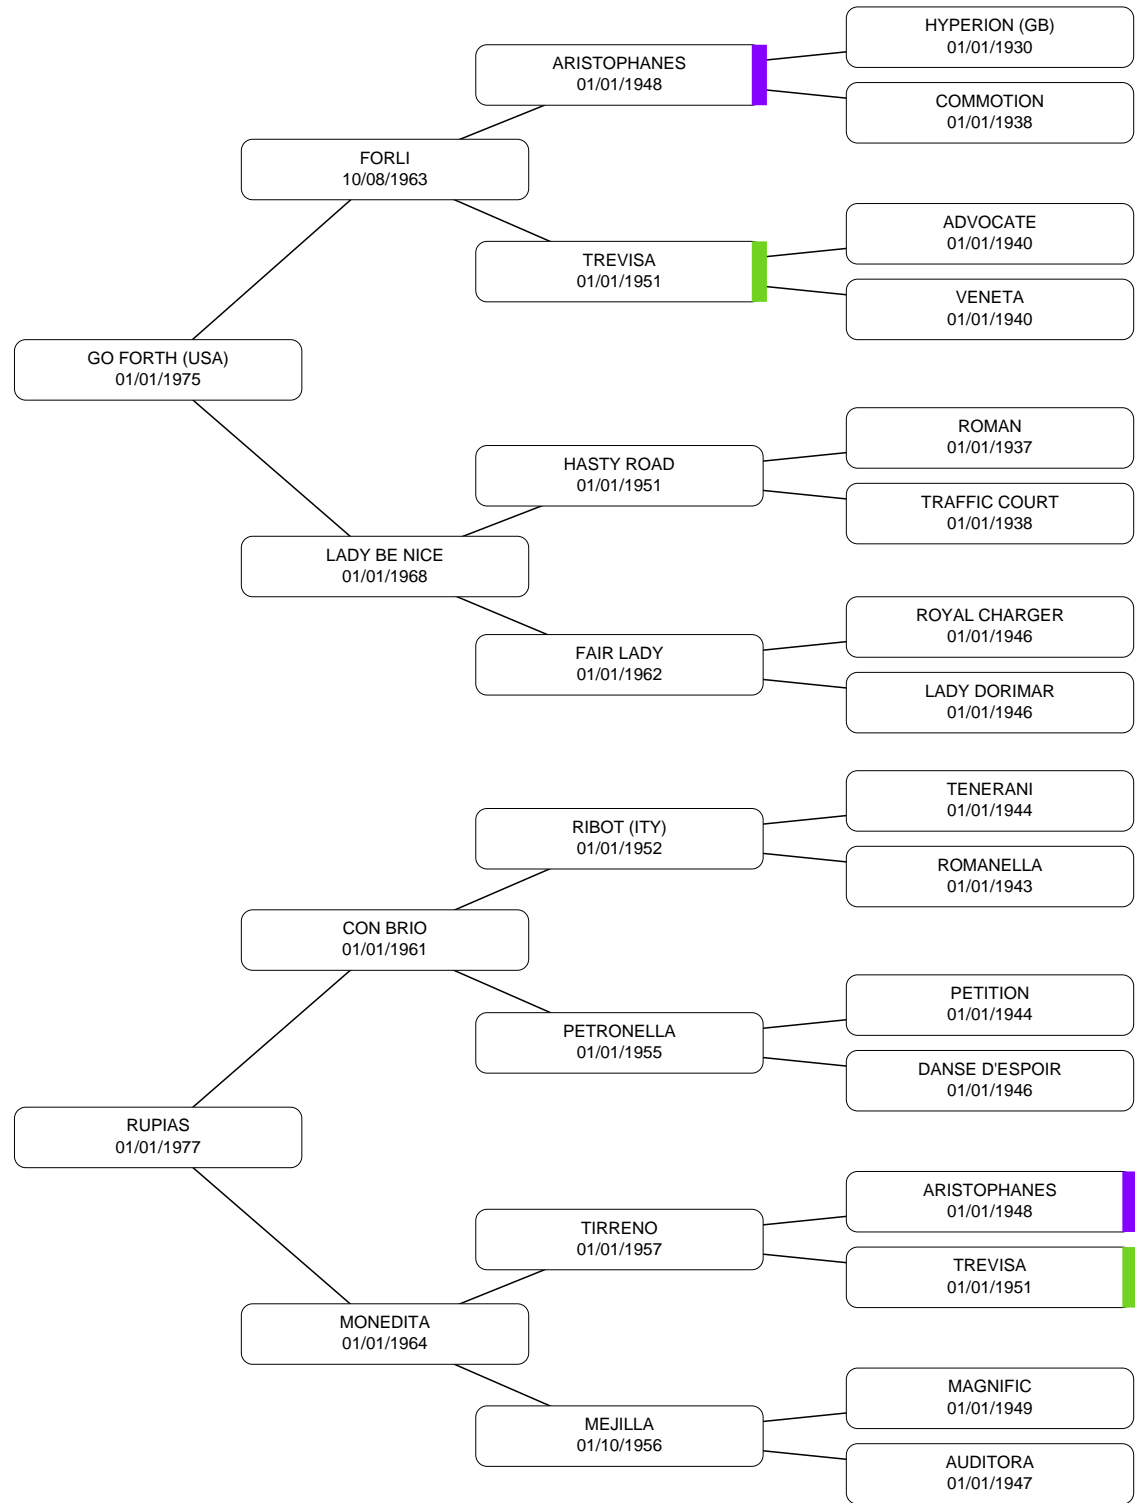 HYPERION (GB)
01/01/1930
ARISTOPHANES
01/01/1948
COMMOTION
01/01/1938
FORLI
10/08/1963
ADVOCATE
01/01/1940
TREVISA
01/01/1951
VENETA
01/01/1940
GO FORTH (USA)
01/01/1975
ROMAN
01/01/1937
HASTY ROAD
01/01/1951
TRAFFIC COURT
01/01/1938
LADY BE NICE
01/01/1968
ROYAL CHARGER
01/01/1946
FAIR LADY
01/01/1962
LADY DORIMAR
01/01/1946
TENERANI
01/01/1944
RIBOT (ITY)
01/01/1952
ROMANELLA
01/01/1943
CON BRIO
01/01/1961
PETITION
01/01/1944
PETRONELLA
01/01/1955
DANSE D'ESPOIR
01/01/1946
RUPIAS
01/01/1977
ARISTOPHANES
01/01/1948
TIRRENO
01/01/1957
TREVISA
01/01/1951
MONEDITA
01/01/1964
MAGNIFIC
01/01/1949
MEJILLA
01/10/1956
AUDITORA
01/01/1947